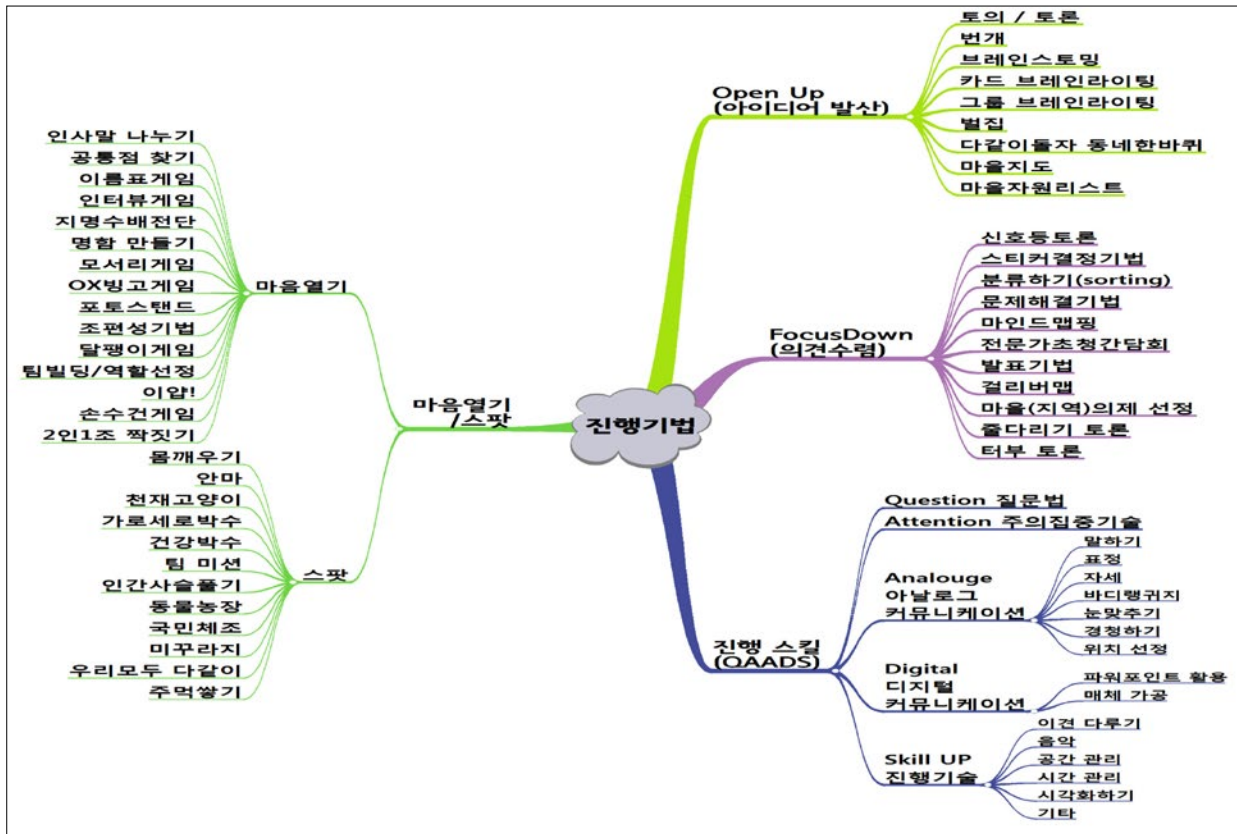 진행기법
Open Up
(아이디어 발산)
토의 / 토론
번개
브레인스토밍
카드 브레인라이팅
그룹 브레인라이팅
벌집
다같이돌자 동네한바퀴
마을지도
마을자원리스트
FocusDown
(의견수렴)
신호등토론
스티커결정기법
분류하기(sorting)
문제해결기법
마인드맵핑
전문가초청간담회
발표기법
걸리버맵
마을(지역)의제 선정
줄다리기 토론
터부 토론
진행 스킬
(QAADS)
Question 질문법
Attention 주의집중기술
Analouge
아날로그
커뮤니케이션
말하기
표정
자세
바디랭귀지
눈맞추기
경청하기
위치 선정
Digital
디지털
커뮤니케이션
파워포인트 활용
매체 가공
Skill UP
진행기술
이견 다루기
음악
공간 관리
시간 관리
시각화하기
기타
마음열기
/스팟
마음열기
인사말 나누기
공통점 찾기
이름표게임
인터뷰게임
지명수배전단
명함 만들기
모서리게임
OX빙고게임
포토스탠드
조편성기법
달팽이게임
팀빌딩/역할선정
이얍!
손수건게임
2인1조 짝짓기
스팟
몸깨우기
안마
천재고양이
가로세로박수
건강박수
팀 미션
인간사슬풀기
동물농장
국민체조
미꾸라지
우리모두 다같이
주먹쌓기